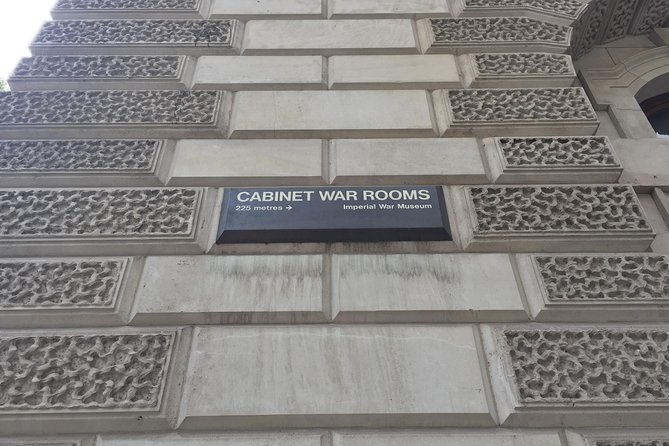 CABINET WAR ROOMS
225 metres → Imperial War Museum